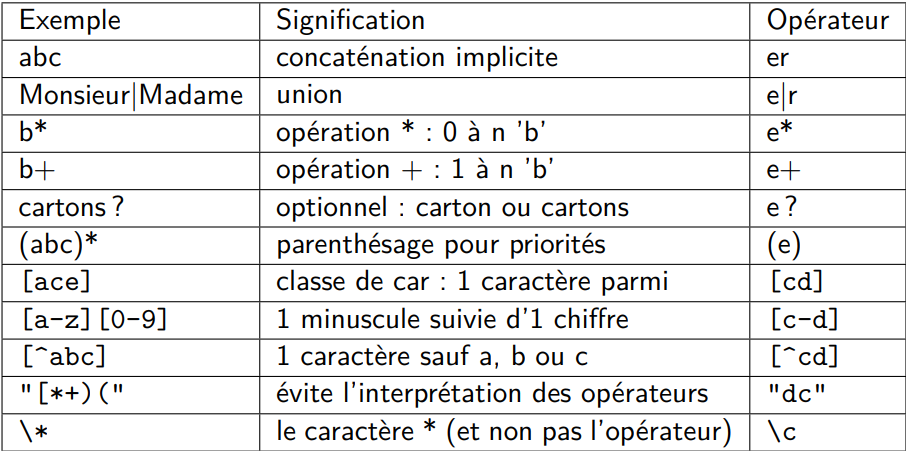 Exemple Signification Opérateur
abc concaténation implicite er
Monsieur|Madame union e|r
b* opération * : 0 à n 'b' e*
b+ opération + : 1 à n 'b' e+
cartons ? optionnel : carton ou cartons e ?
(abc)* parenthésage pour priorités (e)
[ace] classe de car : 1 caractère parmi [cd]
[a-z][0-9] 1 minuscule suivie d'1 chiffre [c-d]
[^abc] 1 caractère sauf a, b ou c [^cd]
"[*+)(" évite l'interprétation des opérateurs "dc"
\* le caractère * (et non pas l'opérateur) \c